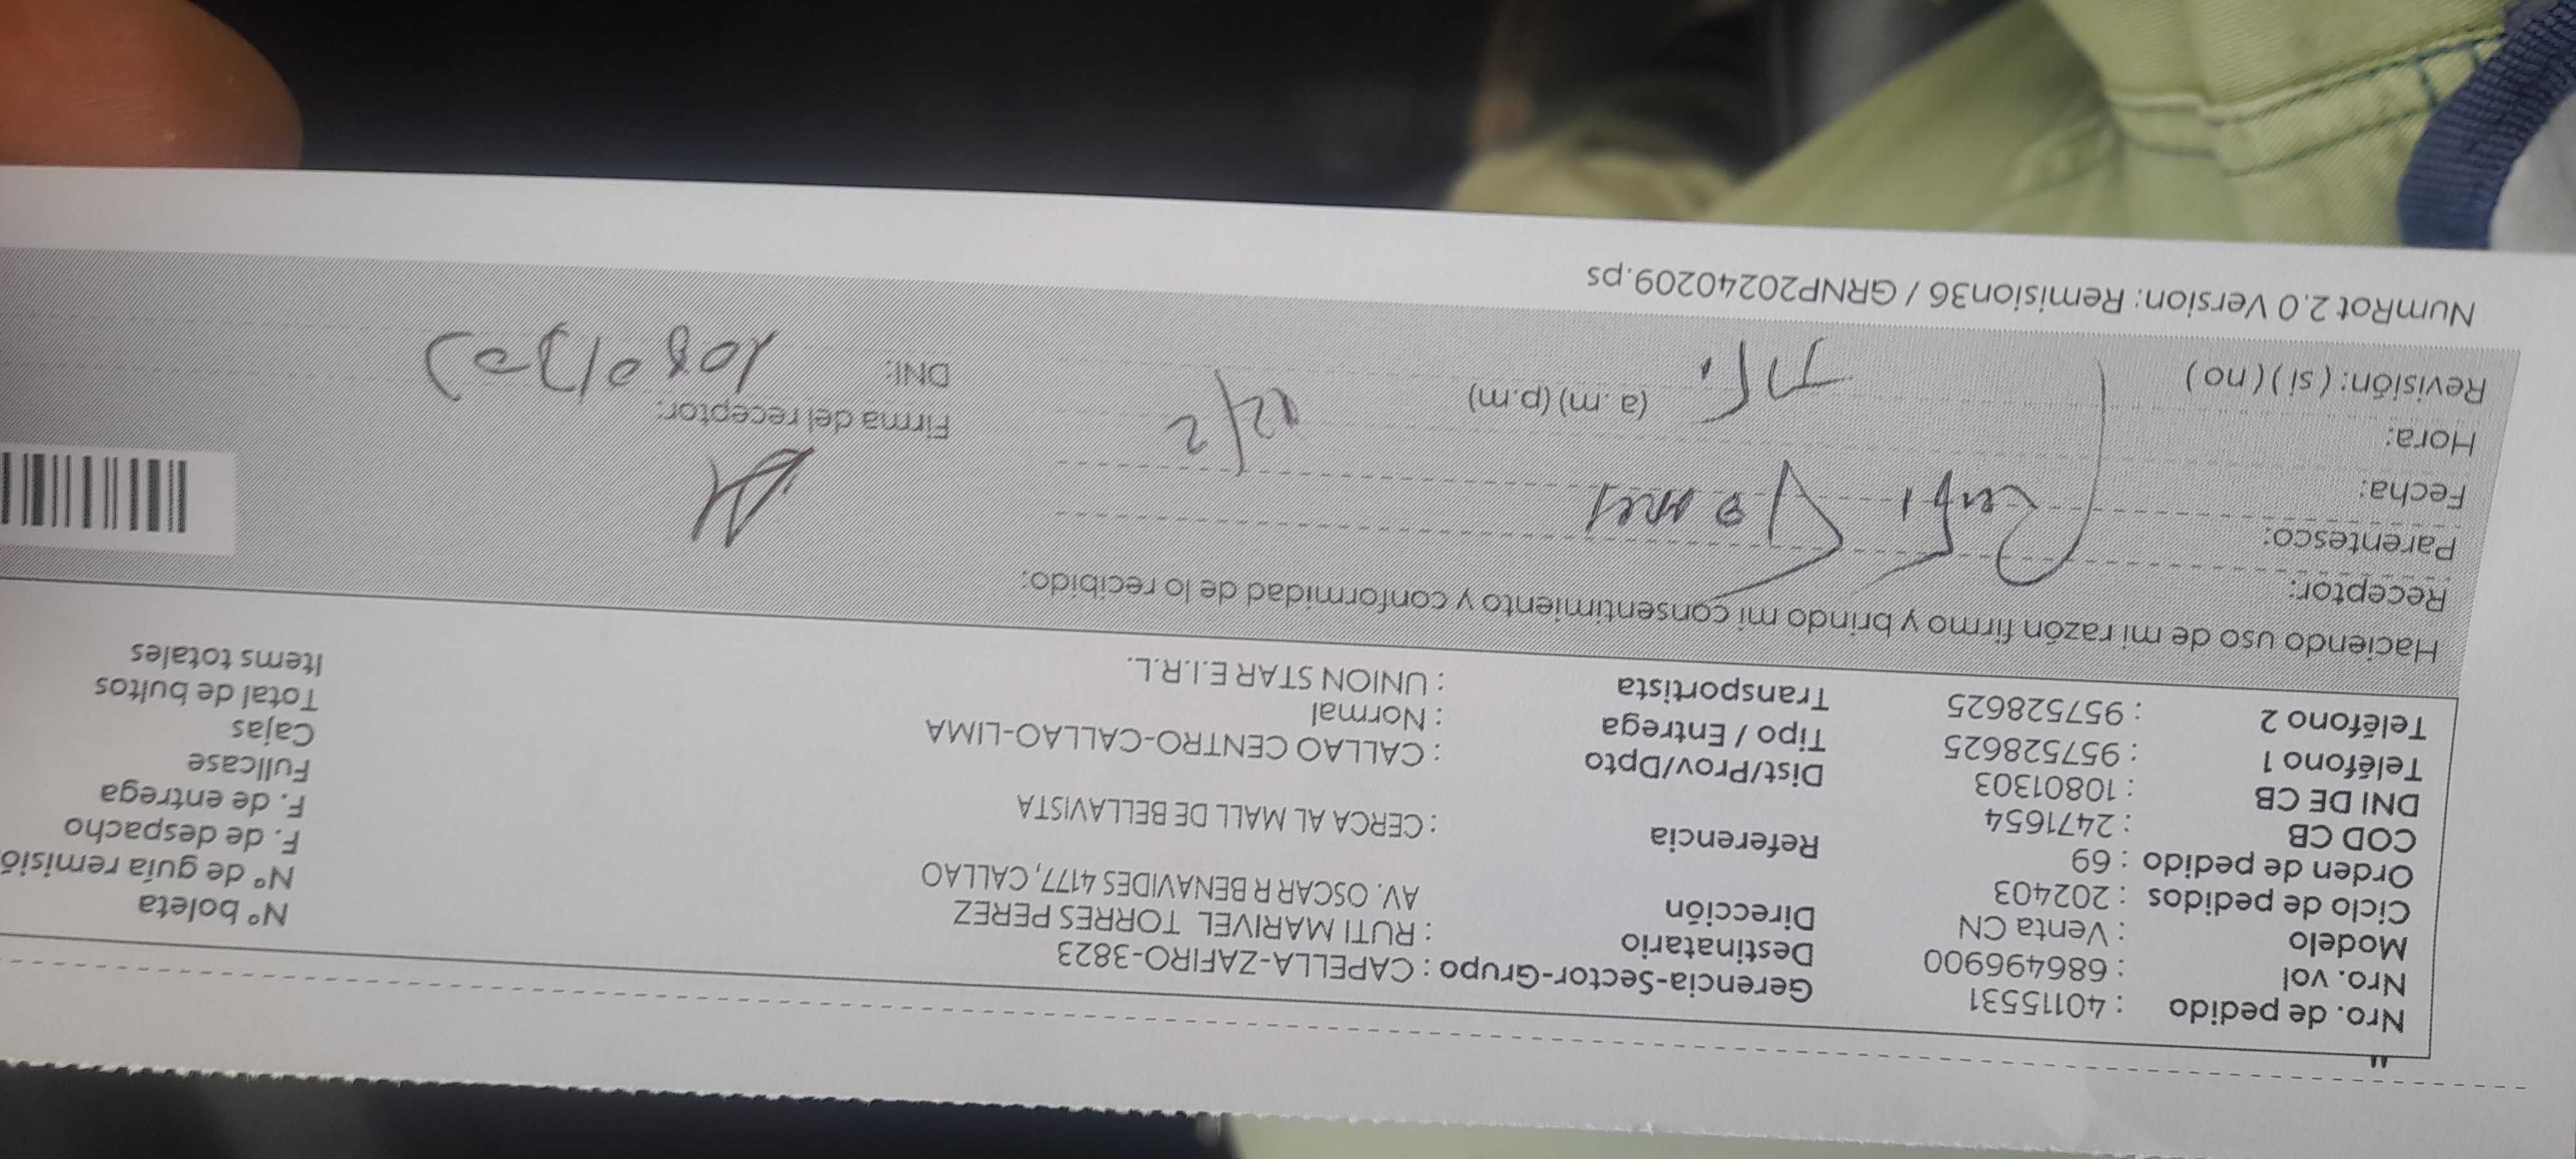 Nro. de pedido : 40115531
Nro. vol : 686496900
Modelo : Venta CN
Ciclo de pedidos : 202403
Orden de pedido : 69
COD CB : 2471654
DNI DE CB : 10801303
Teléfono 1 : 957528625
Teléfono 2 : 957528625
Gerencia-Sector-Grupo : CAPELLA-ZAFIRO-3823
Destinatario : RUTI MARIVEL TORRES PEREZ
Dirección AV. OSCAR R BENAVIDES 4177, CALLAO
Referencia : CERCA AL MALL DE BELLAVISTA
Dist/Prov/Dpto : CALLAO CENTRO-CALLAO-LIMA
Tipo / Entrega : Normal
Transportista : UNION STAR E.I.R.L.
N° boleta
N° de guía remisió
F. de despacho
F. de entrega
Fullcase
Cajas
Total de bultos
Items totales
Haciendo uso de mi razón firmo y brindo mi consentimiento y conformidad de lo recibido:
Receptor:
Parentesco:
Fecha: 12/2
Hora: (a.m) (p.m)
Revisión: ( si ) ( no )
Firma del receptor:
DNI:
NumRot 2.0 Version: Remision36 / GRNP20240209.ps